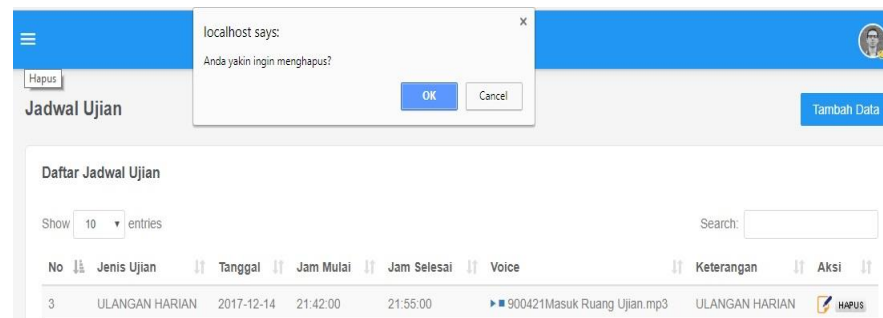 localhost says:
Anda yakin ingin menghapus?
OK Cancel
Hapus
Jadwal Ujian Tambah Data
Daftar Jadwal Ujian
Show 10 entries Search:
No Jenis Ujian Tanggal Jam Mulai Jam Selesai Voice Keterangan Aksi
3 ULANGAN HARIAN 2017-12-14 21:42:00 21:55:00 900421Masuk Ruang Ujian.mp3 ULANGAN HARIAN HAPUS